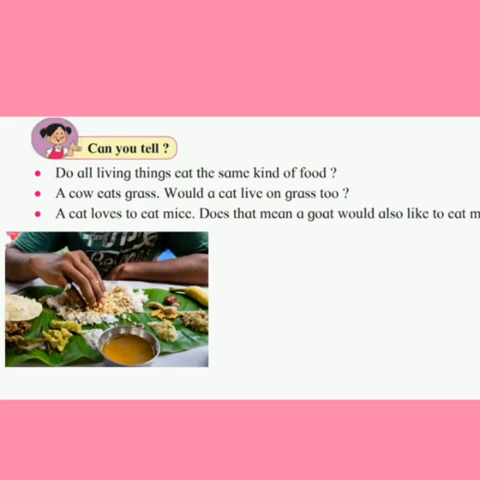 Can you tell ?
Do all living things eat the same kind of food ?
A cow eats grass. Would a cat live on grass too ?
A cat loves to eat mice. Does that mean a goat would also like to eat m